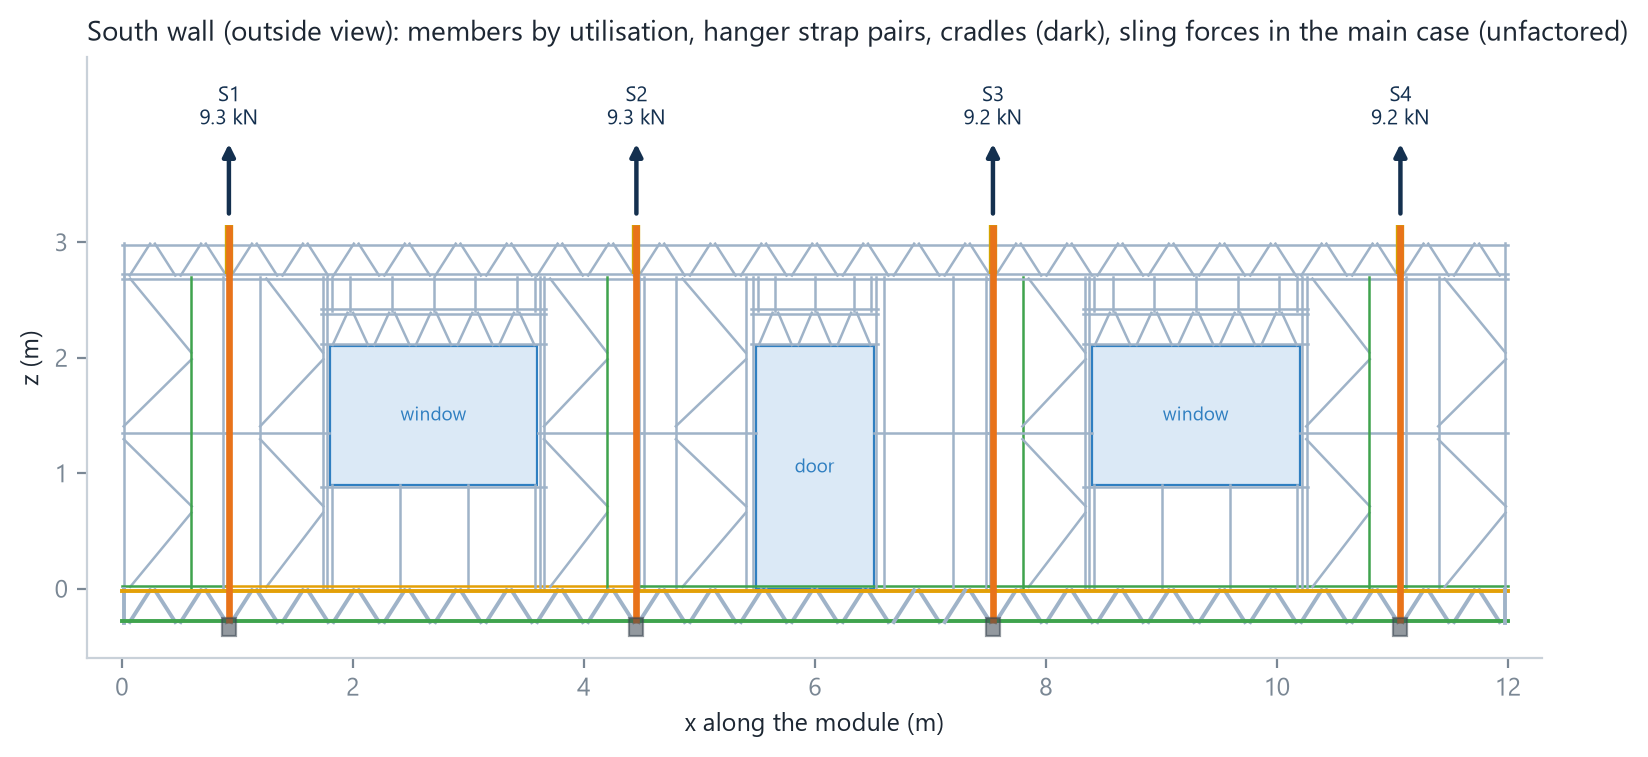 South wall (outside view): members by utilisation, hanger strap pairs, cradles (dark), sling forces in the main case (unfactored)
S1
9.3 kN
S2
9.3 kN
S3
9.2 kN
S4
9.2 kN
3
2
1
0
z (m)
window
door
window
0
2
4
6
8
10
12
x along the module (m)